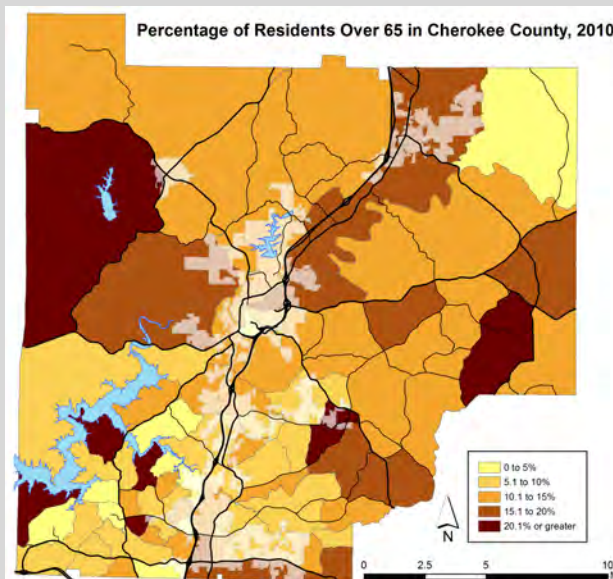 Percentage of Residents Over 65 in Cherokee County, 2010
0 to 5%
5.1 to 10%
10.1 to 15%
15.1 to 20%
20.1% or greater
N
0 2.5 5 10